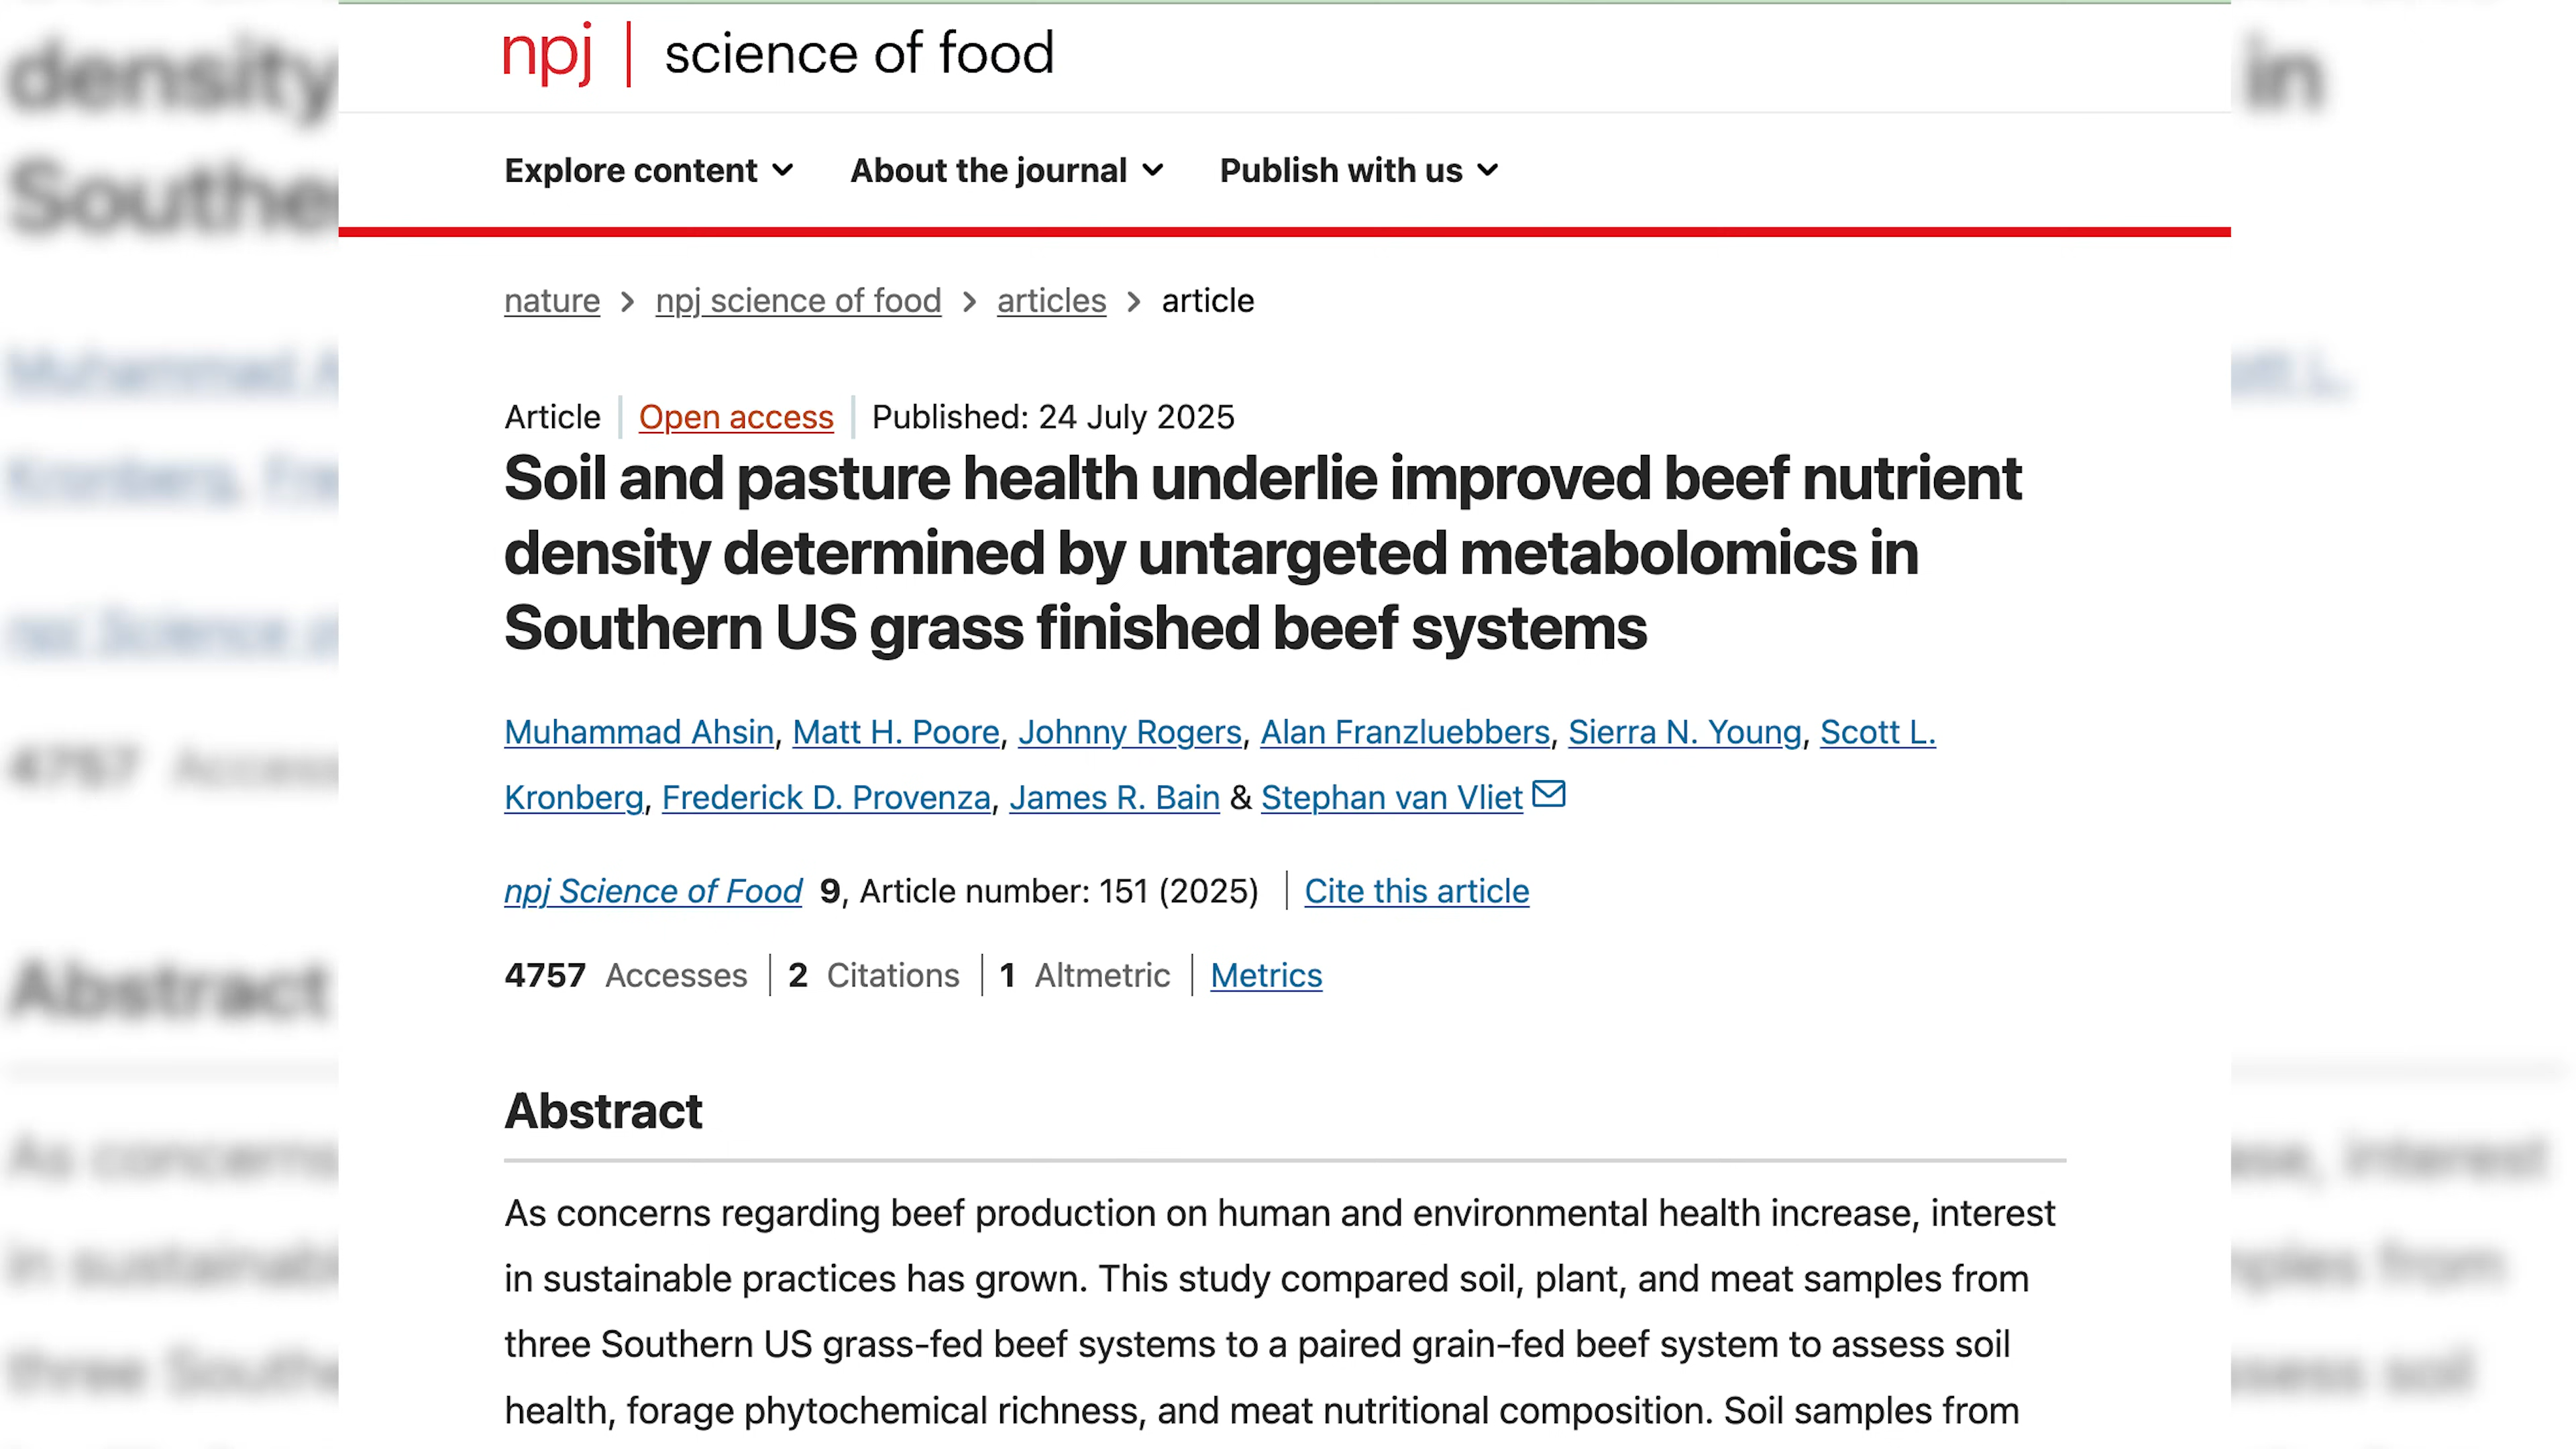 npj | science of food
Explore content About the journal Publish with us
nature > npj science of food > articles > article
Article | Open access | Published: 24 July 2025
Soil and pasture health underlie improved beef nutrient
density determined by untargeted metabolomics in
Southern US grass finished beef systems
Muhammad Ahsin, Matt H. Poore, Johnny Rogers, Alan Franzluebbers, Sierra N. Young, Scott L.
Kronberg, Frederick D. Provenza, James R. Bain & Stephan van Vliet
npj Science of Food 9, Article number: 151 (2025) | Cite this article
4757 Accesses | 2 Citations | 1 Altmetric | Metrics
Abstract
As concerns regarding beef production on human and environmental health increase, interest
in sustainable practices has grown. This study compared soil, plant, and meat samples from
three Southern US grass-fed beef systems to a paired grain-fed beef system to assess soil
health, forage phytochemical richness, and meat nutritional composition. Soil samples from